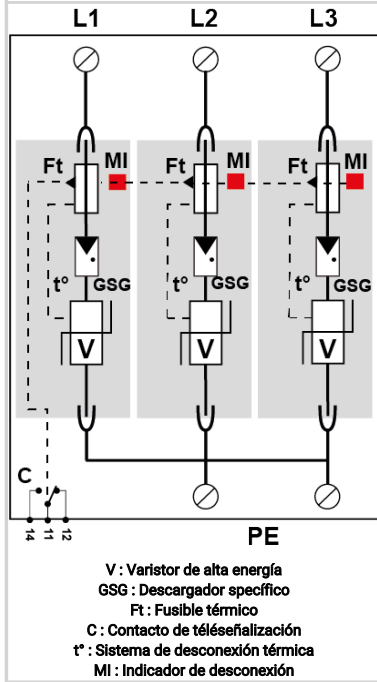 L1 L2 L3
Ft MI Ft MI Ft MI
t° GSG t° GSG t° GSG
V V V
C
14 11 12
PE
V : Varistor de alta energía
GSG : Descargador specífico
Ft : Fusible térmico
C : Contacto de téléseñalización
t° : Sistema de desconexión térmica
MI : Indicador de desconexión